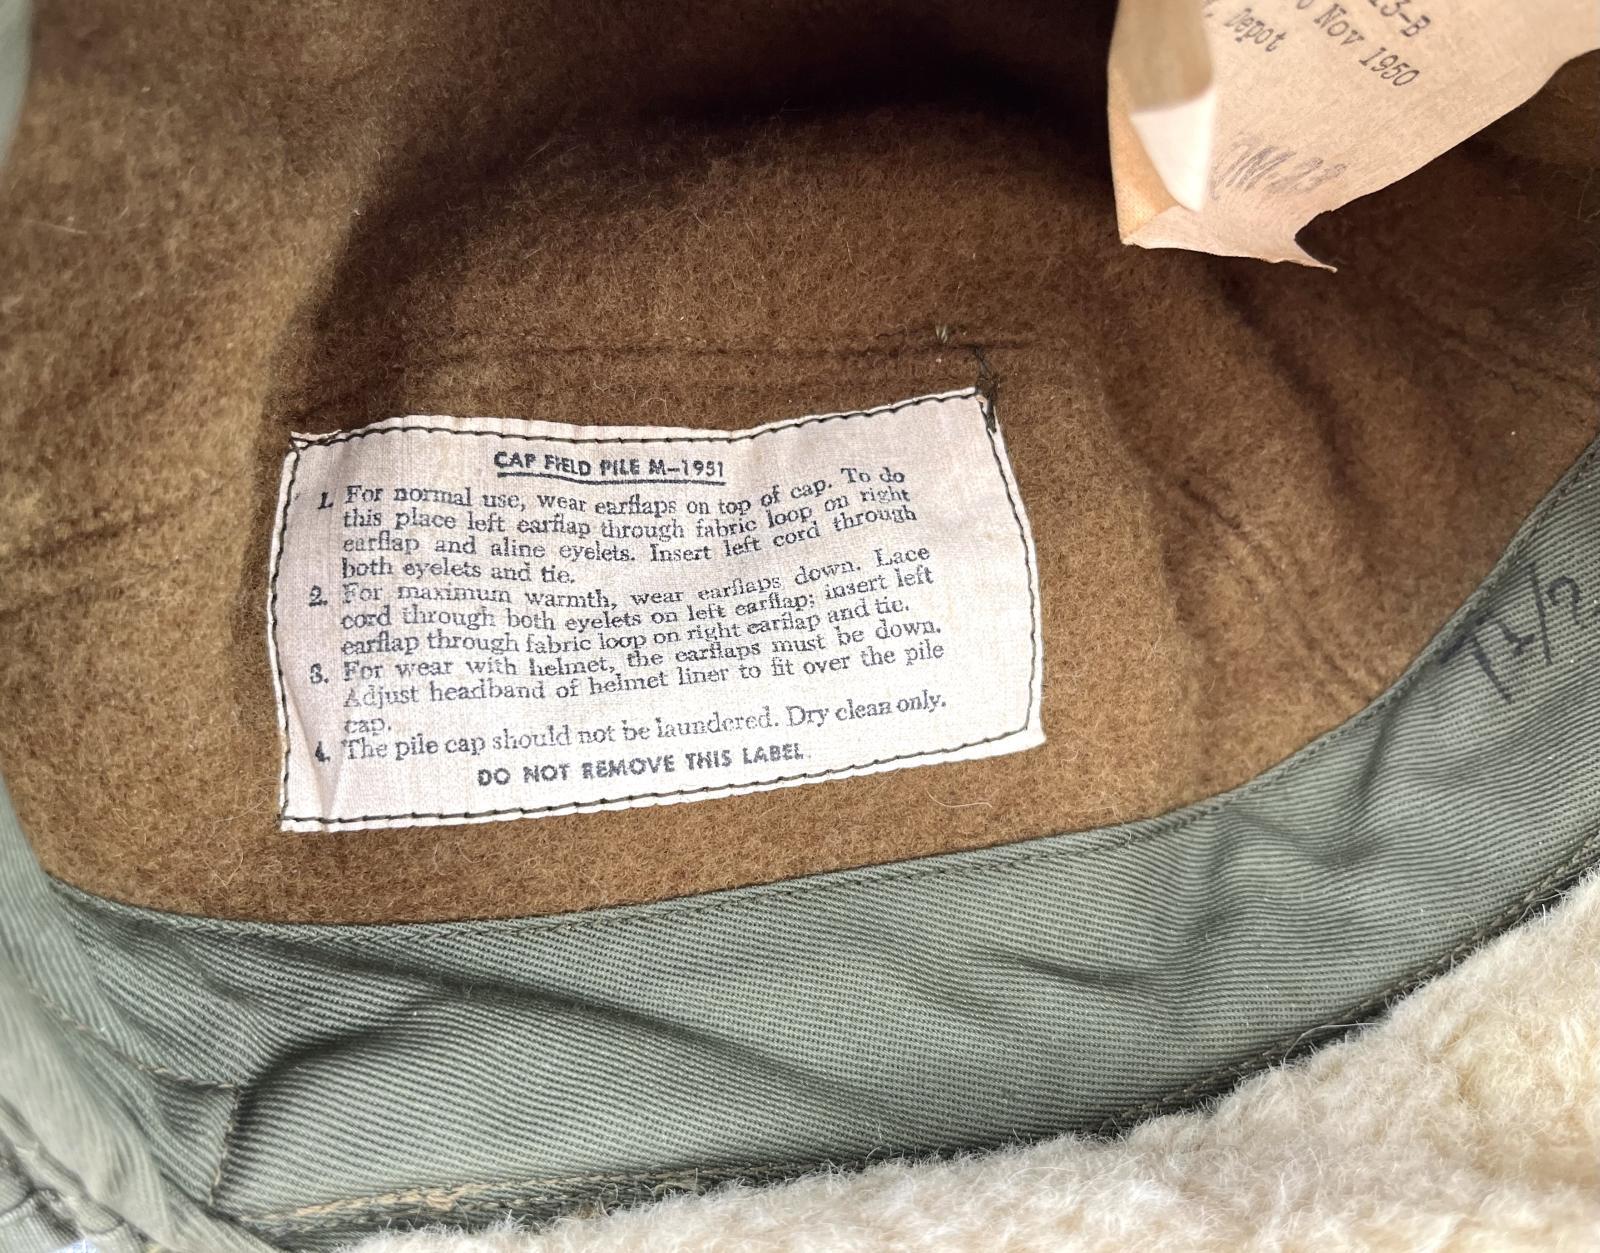 13-B
Nov 1950
Depot
CAP FIELD PILE M-1951
1. For normal use, wear earflaps on top of cap. To do
this place left earflap through fabric loop on right
earflap and aline eyelets. Insert left cord through
both eyelets and tie.
2. For maximum warmth, wear earflaps down. Lace
cord through both eyelets on left earflap; insert left
earflap through fabric loop on right earflap and tie.
3. For wear with helmet, the earflaps must be down.
Adjust headband of helmet liner to fit over the pile
cap.
4. The pile cap should not be laundered. Dry clean only.
DO NOT REMOVE THIS LABEL.